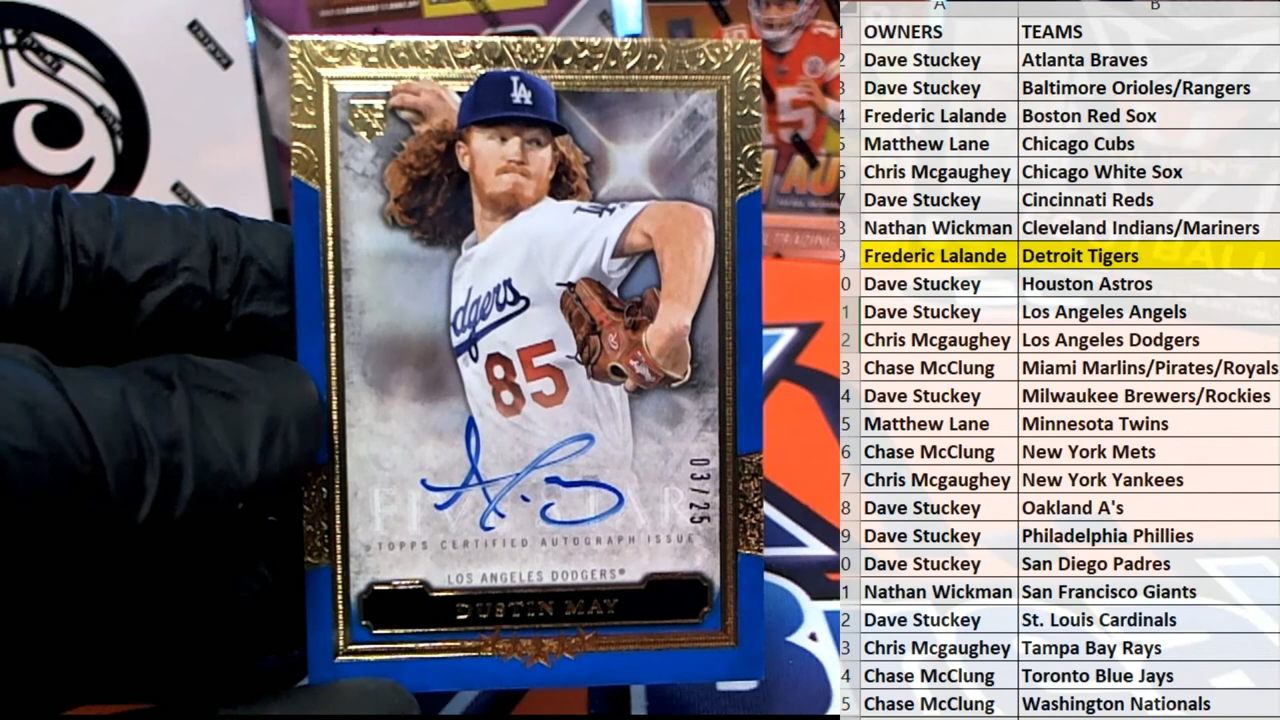 LA
LA
Dodgers
85
FIVE STAR
03/25
TOPPS CERTIFIED AUTOGRAPH ISSUE
LOS ANGELES DODGERS®
DUSTIN MAY
15
AU
A B
OWNERS TEAMS
Dave Stuckey Atlanta Braves
Dave Stuckey Baltimore Orioles/Rangers
Frederic Lalande Boston Red Sox
Matthew Lane Chicago Cubs
Chris Mcgaughey Chicago White Sox
Dave Stuckey Cincinnati Reds
Nathan Wickman Cleveland Indians/Mariners
Frederic Lalande Detroit Tigers
Dave Stuckey Houston Astros
Dave Stuckey Los Angeles Angels
Chris Mcgaughey Los Angeles Dodgers
Chase McClung Miami Marlins/Pirates/Royals
Dave Stuckey Milwaukee Brewers/Rockies
Matthew Lane Minnesota Twins
Chase McClung New York Mets
Chris Mcgaughey New York Yankees
Dave Stuckey Oakland A's
Dave Stuckey Philadelphia Phillies
Dave Stuckey San Diego Padres
Nathan Wickman San Francisco Giants
Dave Stuckey St. Louis Cardinals
Chris Mcgaughey Tampa Bay Rays
Chase McClung Toronto Blue Jays
Chase McClung Washington Nationals